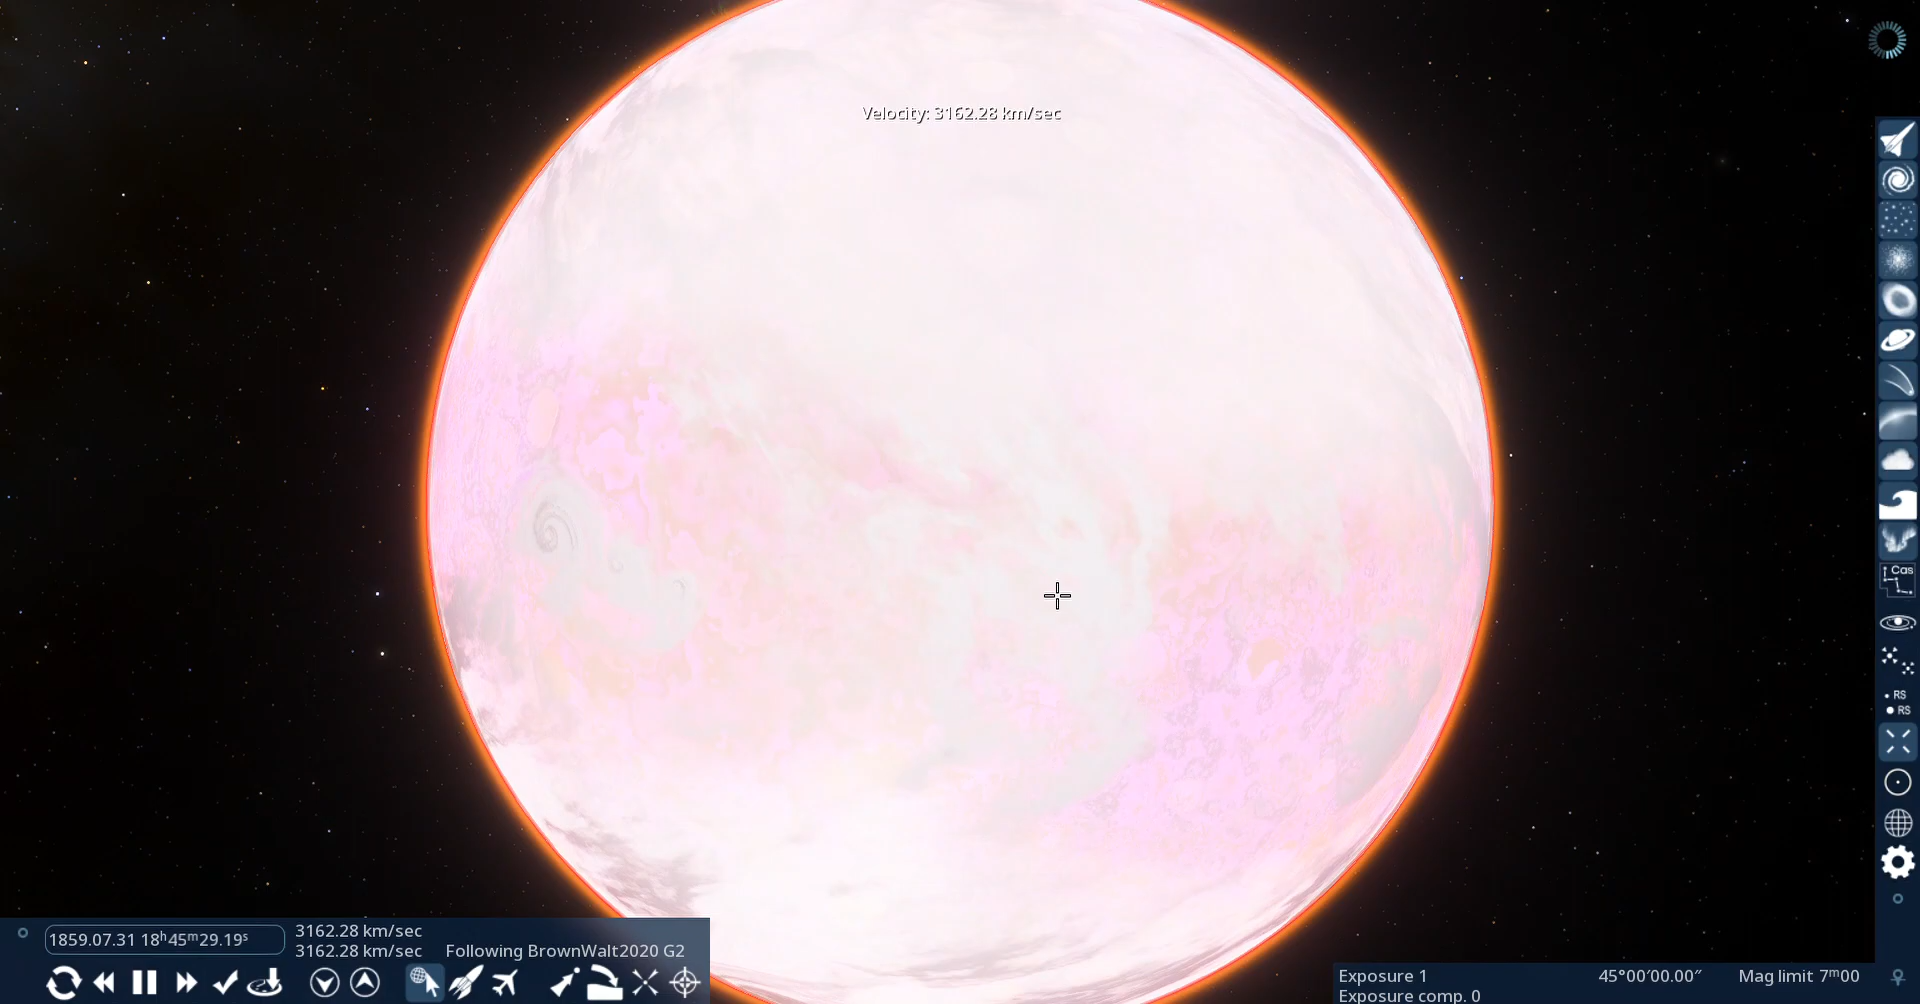 Velocity: 3162.28 km/sec
Cas
RS
RS
1859.07.31 18ʰ45ᵐ29.19ˢ
3162.28 km/sec
3162.28 km/sec Following BrownWalt2020 G2
Exposure 1 45°00′00.00″ Mag limit 7ᵐ00
Exposure comp. 0